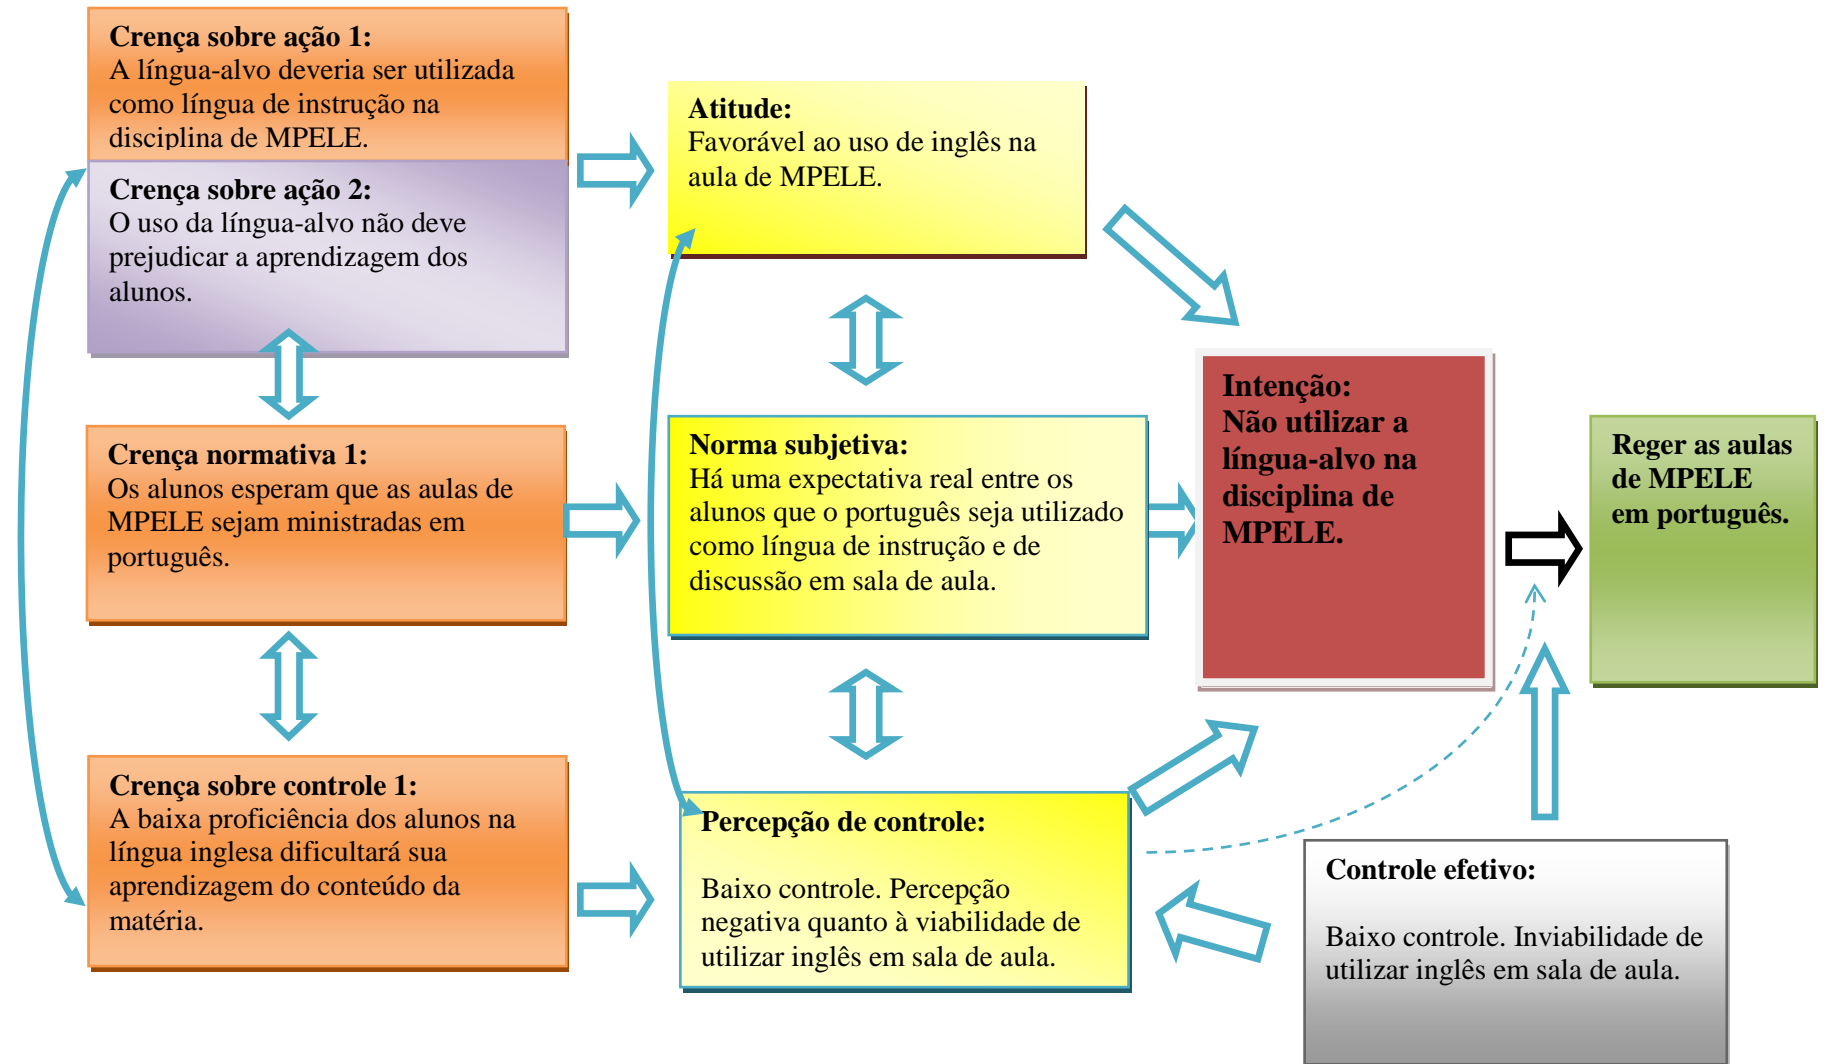 Crença sobre ação 1:
A língua-alvo deveria ser utilizada
como língua de instrução na
disciplina de MPELE.
Crença sobre ação 2:
O uso da língua-alvo não deve
prejudicar a aprendizagem dos
alunos.
Crença normativa 1:
Os alunos esperam que as aulas de
MPELE sejam ministradas em
português.
Crença sobre controle 1:
A baixa proficiência dos alunos na
língua inglesa dificultará sua
aprendizagem do conteúdo da
matéria.
Atitude:
Favorável ao uso de inglês na
aula de MPELE.
Norma subjetiva:
Há uma expectativa real entre os
alunos que o português seja utilizado
como língua de instrução e de
discussão em sala de aula.
Percepção de controle:
Baixo controle. Percepção
negativa quanto à viabilidade de
utilizar inglês em sala de aula.
Intenção:
Não utilizar a
língua-alvo na
disciplina de
MPELE.
Controle efetivo:
Baixo controle. Inviabilidade de
utilizar inglês em sala de aula.
Reger as aulas
de MPELE
em português.